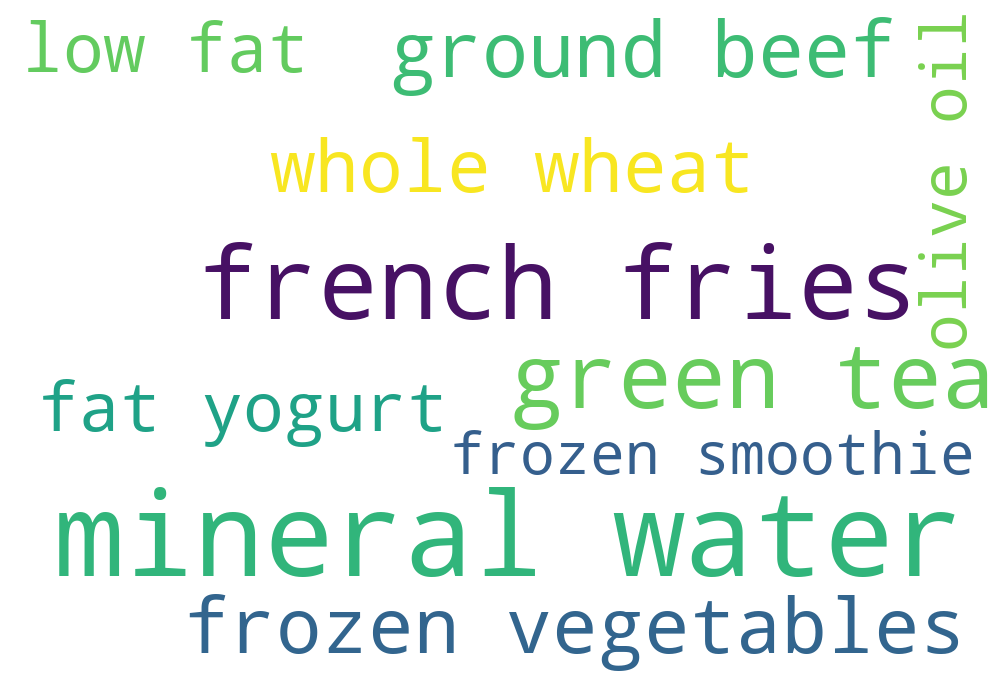 low fat
ground beef
olive oil
whole wheat
french fries
green tea
fat yogurt
frozen smoothie
mineral water
frozen vegetables